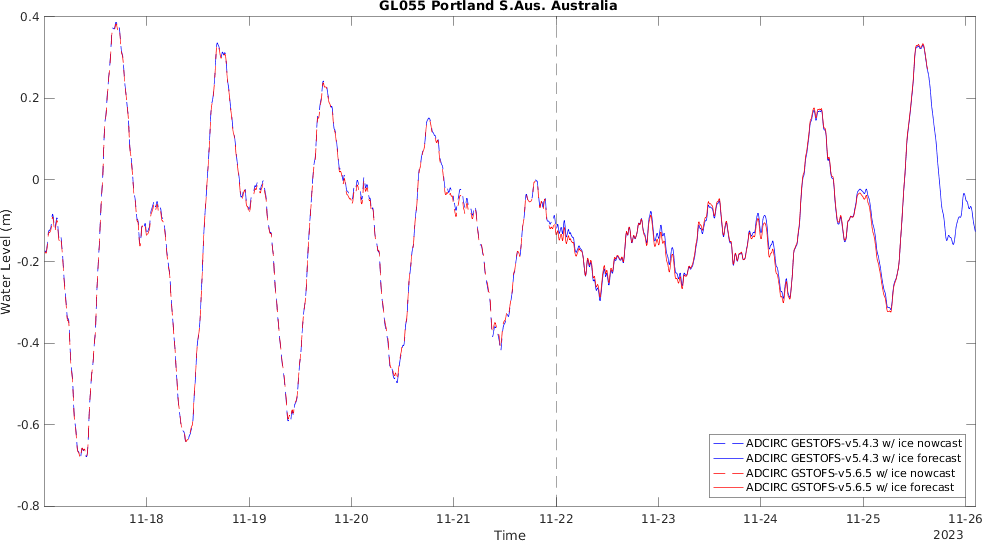 GL055 Portland S.Aus. Australia
Water Level (m)
0.4
0.2
0
-0.2
-0.4
-0.6
-0.8
ADCIRC GESTOFS-v5.4.3 w/ ice nowcast
ADCIRC GESTOFS-v5.4.3 w/ ice forecast
ADCIRC GSTOFS-v5.6.5 w/ ice nowcast
ADCIRC GSTOFS-v5.6.5 w/ ice forecast
11-18 11-19 11-20 11-21 11-22 11-23 11-24 11-25 11-26
Time 2023